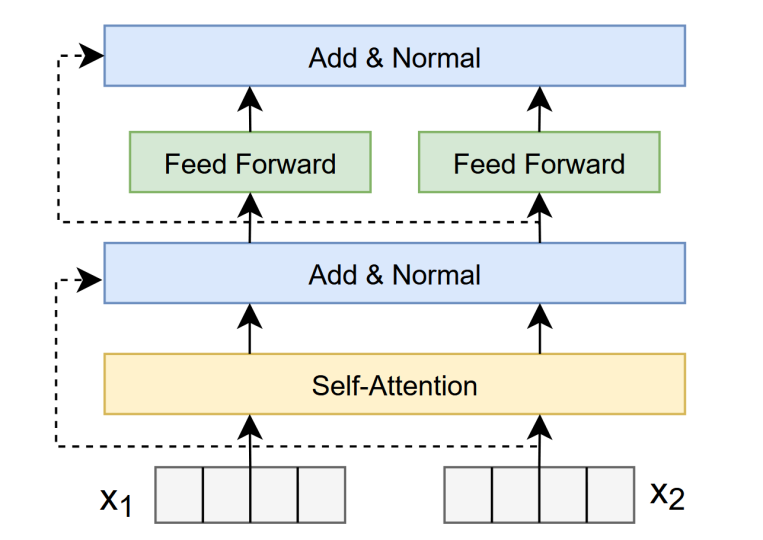 Add & Normal
Feed Forward Feed Forward
Add & Normal
Self-Attention
x1 x2